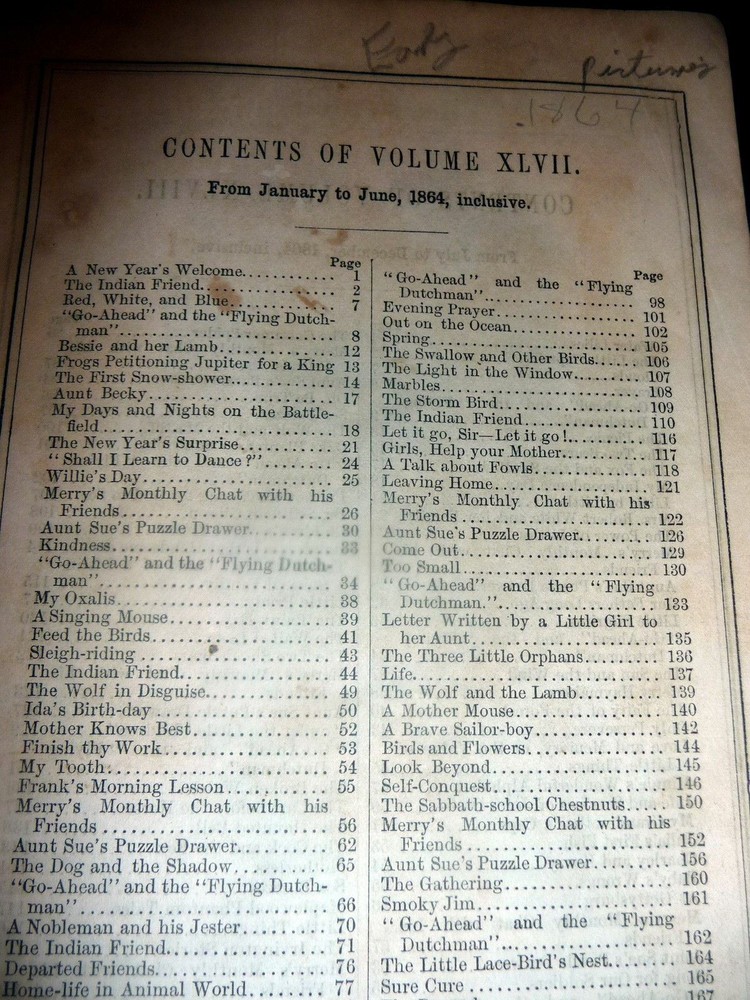 Early
Pictures
1864
CONTENTS OF VOLUME XLVII.
From January to June, 1864, inclusive.
Page
A New Year's Welcome........... 1
The Indian Friend................ 2
Red, White, and Blue............. 7
"Go-Ahead" and the "Flying Dutch-
man"........................ 8
Bessie and her Lamb.............. 12
Frogs Petitioning Jupiter for a King 13
The First Snow-shower............ 14
Aunt Becky....................... 17
My Days and Nights on the Battle-
field........................ 18
The New Year's Surprise.......... 21
"Shall I Learn to Dance?"........ 24
Willie's Day..................... 25
Merry's Monthly Chat with his
Friends...................... 26
Aunt Sue's Puzzle Drawer......... 30
Kindness......................... 33
"Go-Ahead" and the "Flying Dutch-
man"........................ 34
My Oxalis........................ 38
A Singing Mouse.................. 39
Feed the Birds................... 41
Sleigh-riding.................... 43
The Indian Friend................ 44
The Wolf in Disguise............. 49
Ida's Birth-day.................. 50
Mother Knows Best................ 52
Finish thy Work.................. 53
My Tooth......................... 54
Frank's Morning Lesson........... 55
Merry's Monthly Chat with his
Friends...................... 56
Aunt Sue's Puzzle Drawer......... 62
The Dog and the Shadow........... 65
"Go-Ahead" and the "Flying Dutch-
man"........................ 66
A Nobleman and his Jester........ 70
The Indian Friend................ 71
Departed Friends................. 76
Home-life in Animal World........ 77
Page
"Go-Ahead" and the "Flying
Dutchman".................... 98
Evening Prayer................... 101
Out on the Ocean................. 102
Spring........................... 105
The Swallow and Other Birds...... 106
The Light in the Window.......... 107
Marbles.......................... 108
The Storm Bird................... 109
The Indian Friend................ 110
Let it go, Sir—Let it go!........ 116
Girls, Help your Mother.......... 117
A Talk about Fowls............... 118
Leaving Home..................... 121
Merry's Monthly Chat with his
Friends...................... 122
Aunt Sue's Puzzle Drawer......... 126
Come Out......................... 129
Too Small........................ 130
"Go-Ahead" and the "Flying
Dutchman."................... 133
Letter Written by a Little Girl to
her Aunt..................... 135
The Three Little Orphans......... 136
Life............................. 137
The Wolf and the Lamb............ 139
A Mother Mouse................... 140
A Brave Sailor-boy............... 142
Birds and Flowers................ 144
Look Beyond...................... 145
Self-Conquest.................... 146
The Sabbath-school Chestnuts..... 150
Merry's Monthly Chat with his
Friends...................... 152
Aunt Sue's Puzzle Drawer......... 156
The Gathering.................... 160
Smoky Jim........................ 161
"Go-Ahead" and the "Flying
Dutchman".................... 162
The Little Lace-Bird's Nest...... 164
Sure Cure........................ 165
167